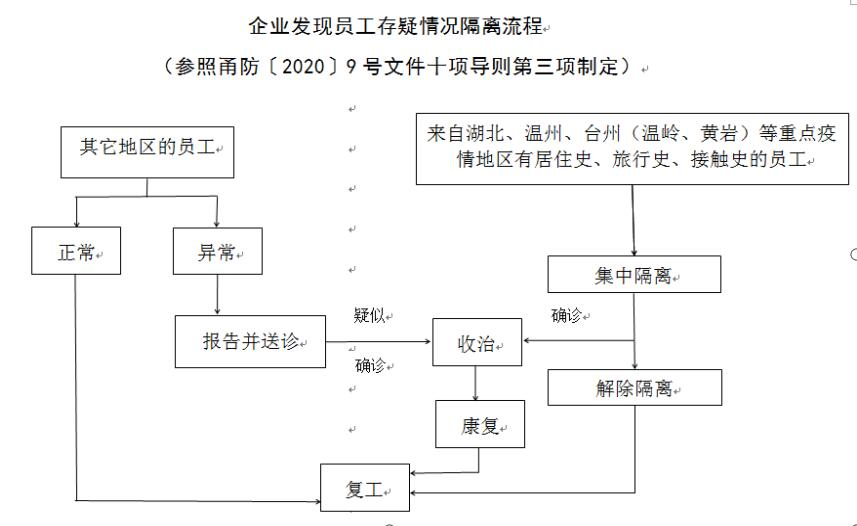 企业发现员工存疑情况隔离流程
（参照甬防〔2020〕9号文件十项导则第三项制定）
其它地区的员工
来自湖北、温州、台州（温岭、黄岩）等重点疫
情地区有居住史、旅行史、接触史的员工
正常
异常
集中隔离
报告并送诊
疑似
确诊
收治
确诊
解除隔离
康复
复工